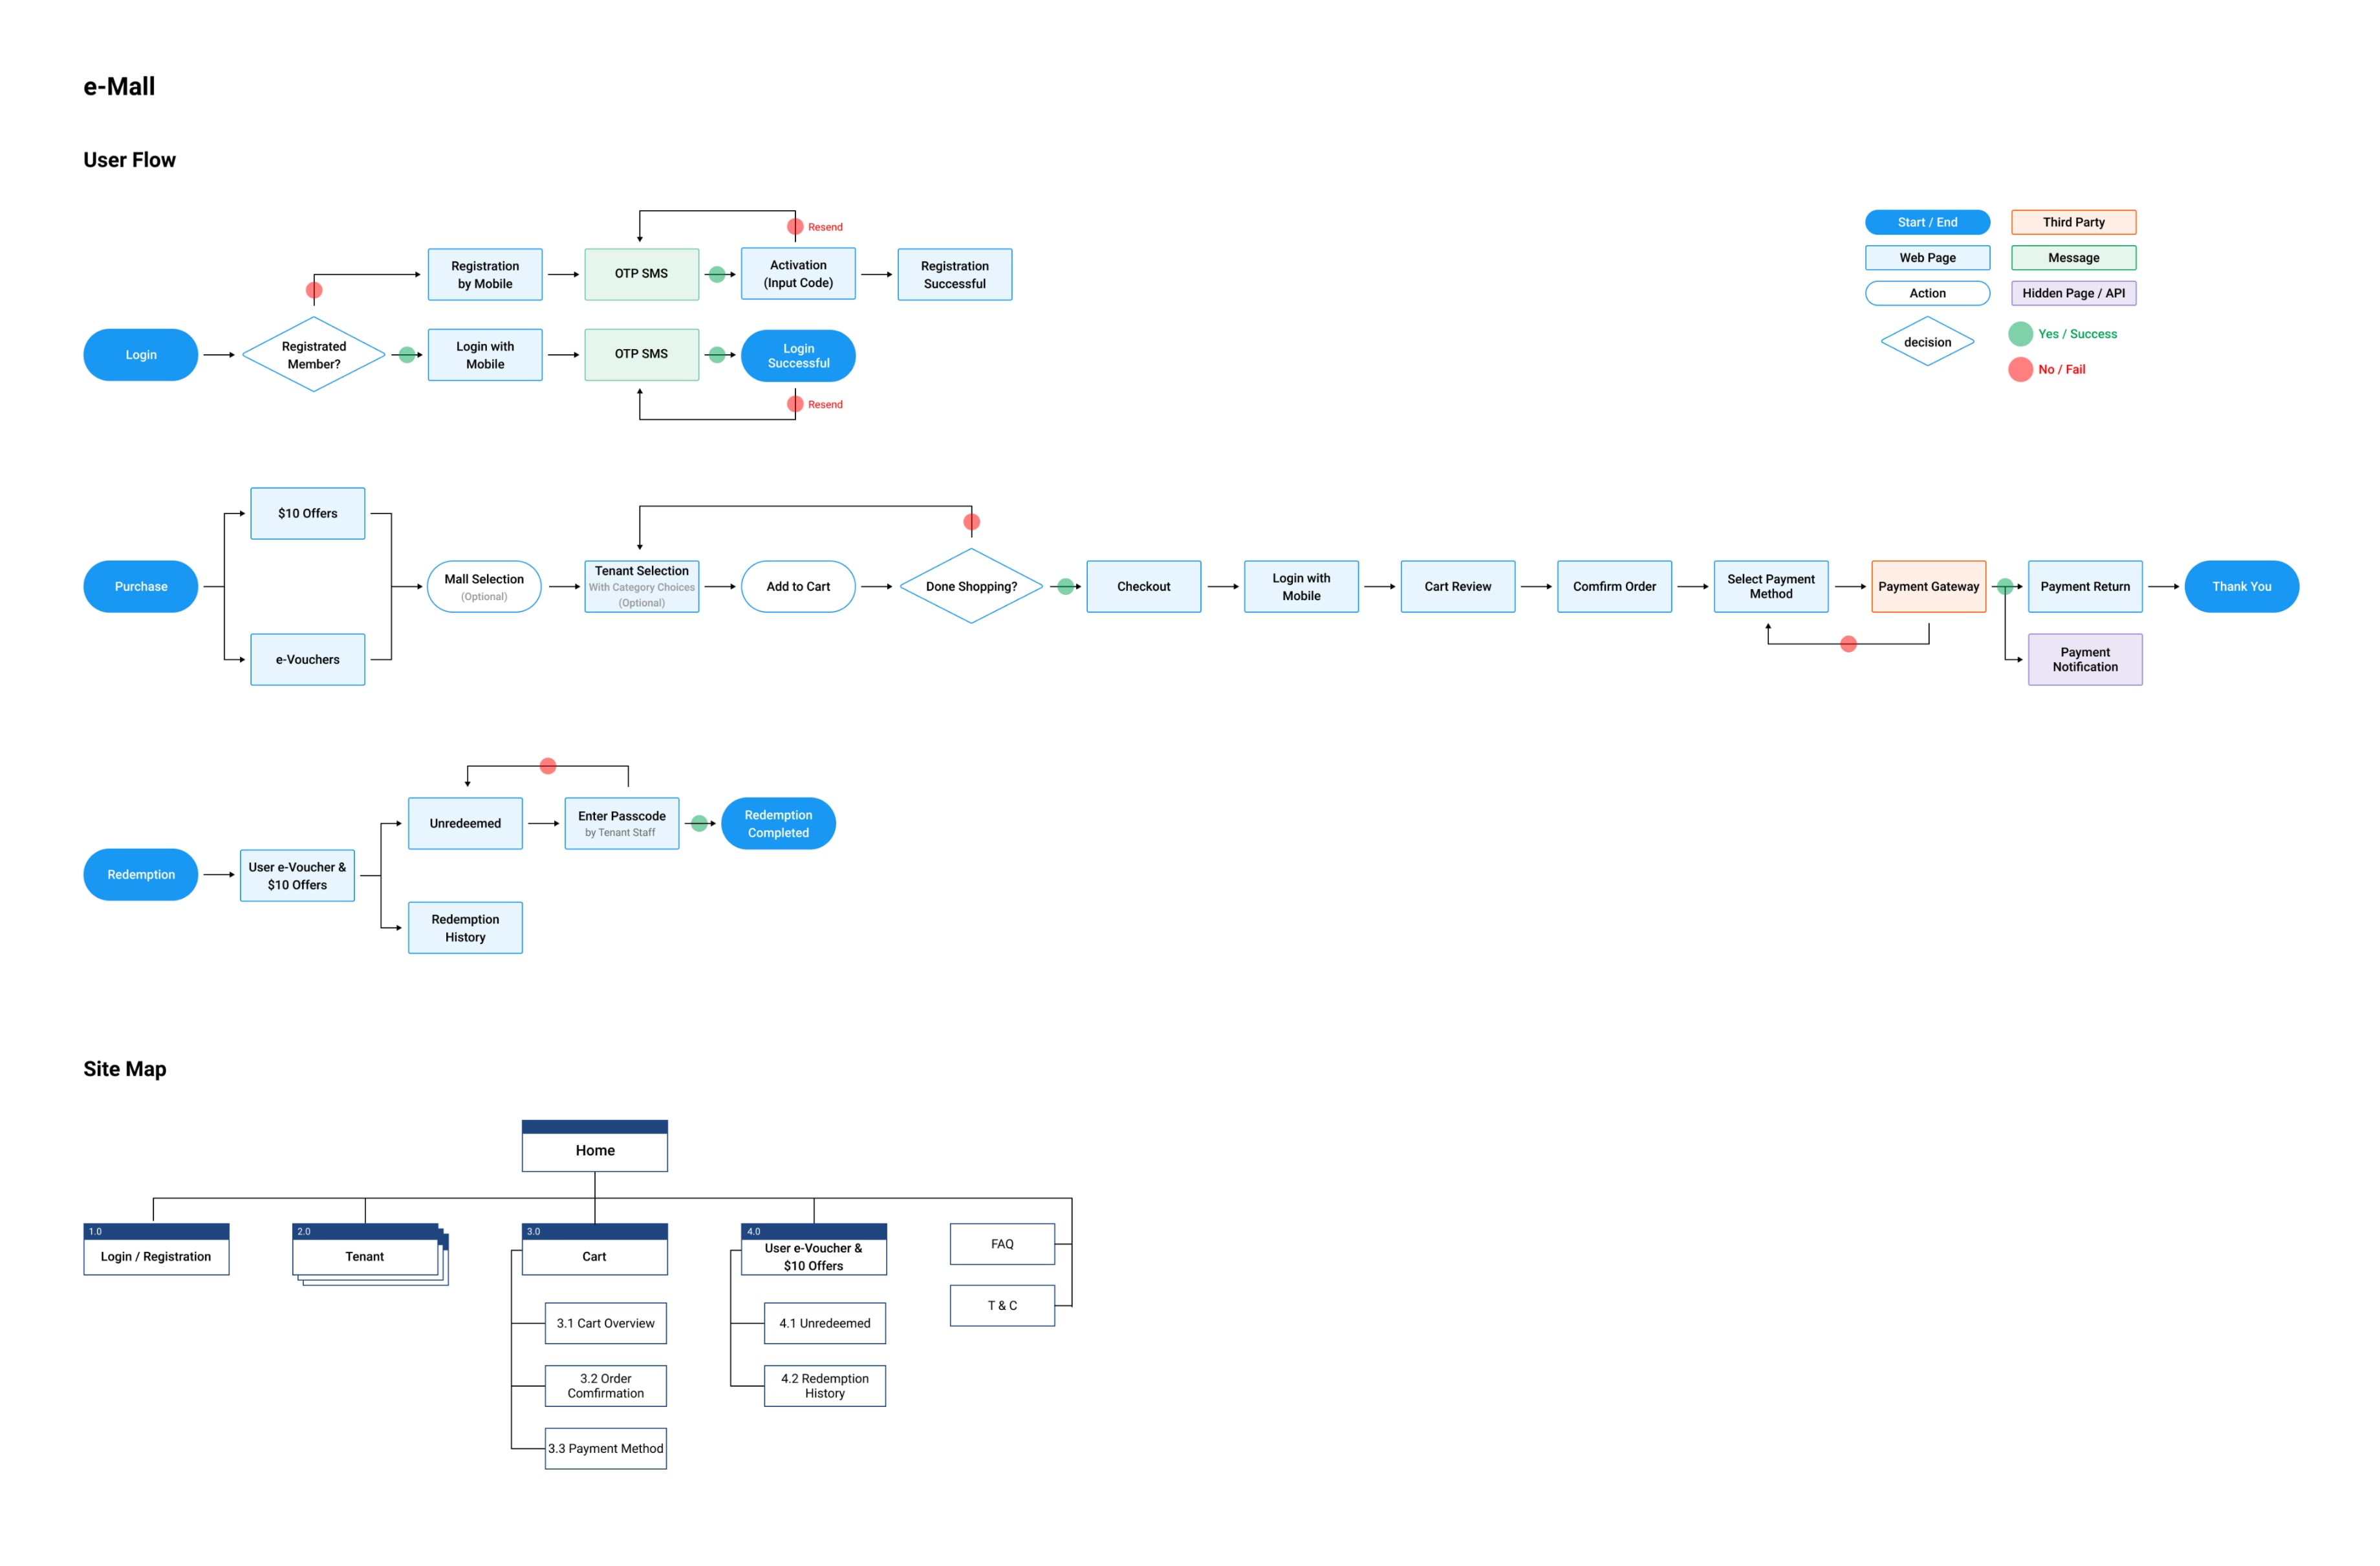 e-Mall
User Flow
Resend
Registration
by Mobile
OTP SMS
Activation
(Input Code)
Registration
Successful
Login
Registrated
Member?
Login with
Mobile
OTP SMS
Login
Successful
Resend
Start / End
Third Party
Web Page
Message
Action
Hidden Page / API
decision
Yes / Success
No / Fail
$10 Offers
Purchase
e-Vouchers
Mall Selection
(Optional)
Tenant Selection
With Category Choices
(Optional)
Add to Cart
Done Shopping?
Checkout
Login with
Mobile
Cart Review
Comfirm Order
Select Payment
Method
Payment Gateway
Payment Return
Thank You
Payment
Notification
Redemption
User e-Voucher &
$10 Offers
Unredeemed
Enter Passcode
by Tenant Staff
Redemption
Completed
Redemption
History
Site Map
Home
1.0
Login / Registration
2.0
Tenant
3.0
Cart
3.1 Cart Overview
3.2 Order
Comfirmation
3.3 Payment Method
4.0
User e-Voucher &
$10 Offers
4.1 Unredeemed
4.2 Redemption
History
FAQ
T & C